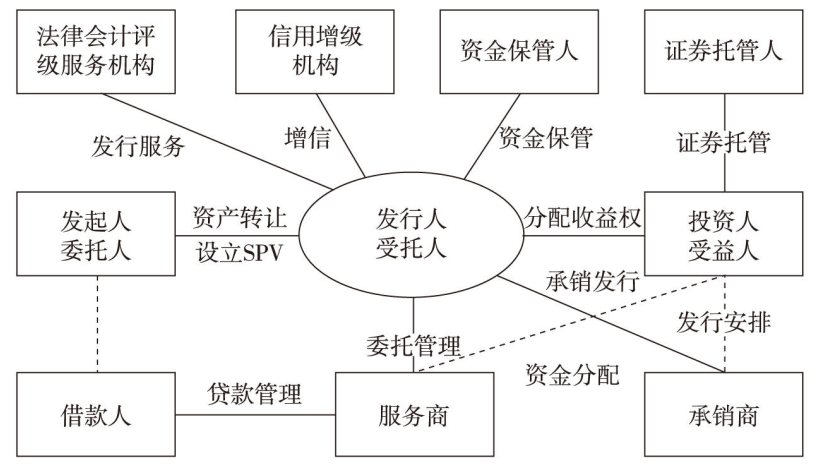 法律会计评
级服务机构
信用增级
机构
资金保管人
证券托管人
发行服务
增信
资金保管
证券托管
发起人
委托人
资产转让
设立SPV
发行人
受托人
分配收益权
投资人
受益人
承销发行
发行安排
委托管理
资金分配
借款人
贷款管理
服务商
承销商